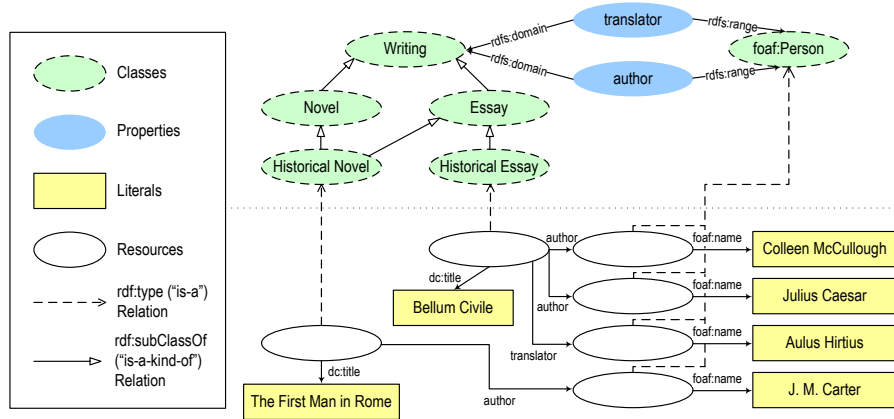 Classes
Properties
Literals
Resources
rdf:type ("is-a")
Relation
rdf:subClassOf
("is-a-kind-of")
Relation
translator
Writing
rdfs:domain
rdfs:range
foaf:Person
rdfs:domain
author
rdfs:range
Novel
Essay
Historical Novel
Historical Essay
author
foaf:name
Colleen McCullough
dc:title
Bellum Civile
author
foaf:name
Julius Caesar
translator
foaf:name
Aulus Hirtius
dc:title
The First Man in Rome
author
foaf:name
J. M. Carter